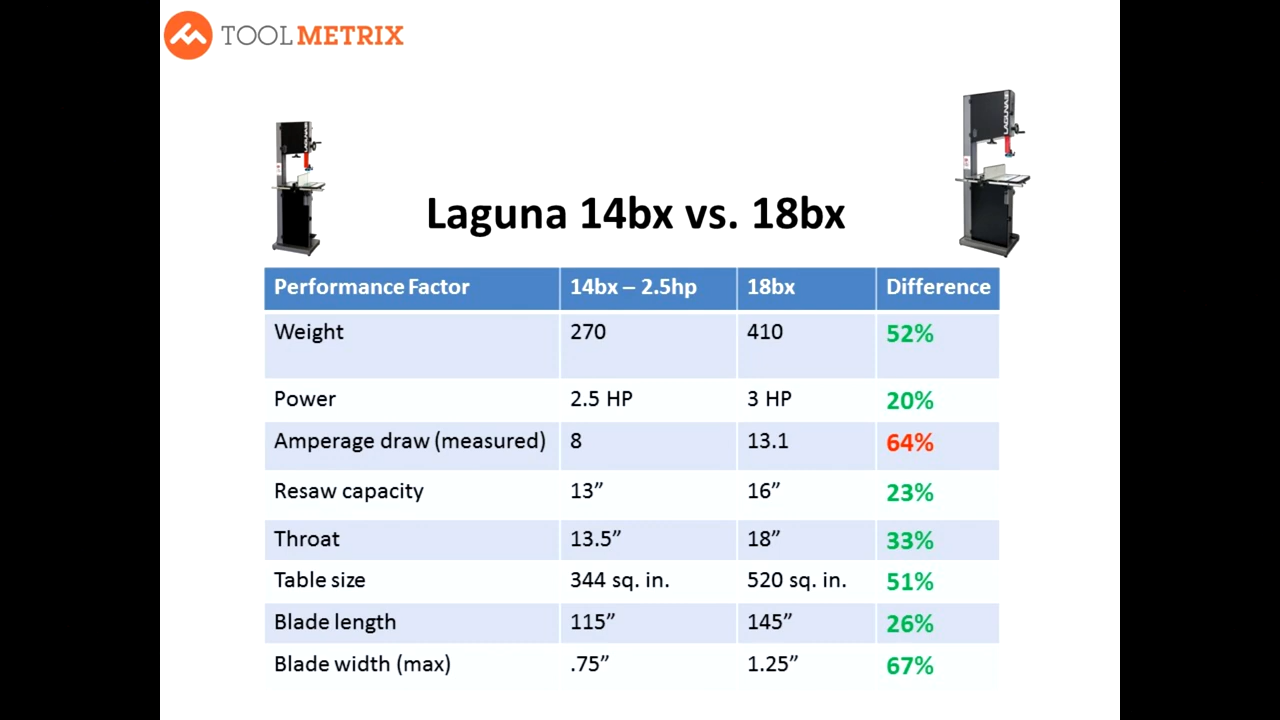 TOOLMETRIX
LAGUNA
LAGUNA
Laguna 14bx vs. 18bx
Performance Factor 14bx – 2.5hp 18bx Difference
Weight 270 410 52%
Power 2.5 HP 3 HP 20%
Amperage draw (measured) 8 13.1 64%
Resaw capacity 13” 16” 23%
Throat 13.5” 18” 33%
Table size 344 sq. in. 520 sq. in. 51%
Blade length 115” 145” 26%
Blade width (max) .75” 1.25” 67%